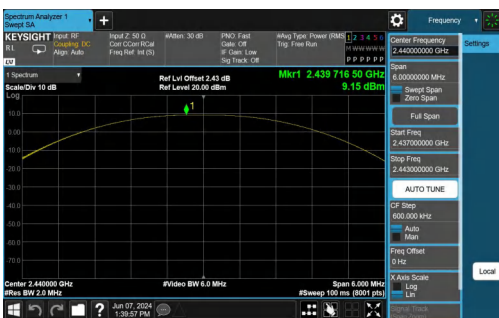 Spectrum Analyzer 1
Swept SA
+
Frequency
KEYSIGHT
RL
Input: RF
Coupling: DC
Align: Auto
Input Z: 50 Ω
Corr CCorr RCal
Freq Ref: Int (S)
#Atten: 30 dB
PNO: Fast
Gate: Off
IF Gain: Low
Sig Track: Off
#Avg Type: Power (RMS
Trig: Free Run
1 2 3 4 5 6
M W W W W W
P P P P P P
LW
1 Spectrum
Scale/Div 10 dB
Log
Ref Lvl Offset 2.43 dB
Ref Level 20.00 dBm
Mkr1 2.439 716 50 GHz
9.15 dBm
1
10.0
0.00
-10.0
-20.0
-30.0
-40.0
-50.0
-60.0
-70.0
Center 2.440000 GHz
#Res BW 2.0 MHz
#Video BW 6.0 MHz
Span 6.000 MHz
#Sweep 100 ms (8001 pts)
Jun 07, 2024
1:39:57 PM
?
Center Frequency
2.440000000 GHz
Span
6.00000000 MHz
Swept Span
Zero Span
Full Span
Start Freq
2.437000000 GHz
Stop Freq
2.443000000 GHz
AUTO TUNE
CF Step
600.000 kHz
Auto
Man
Freq Offset
0 Hz
X Axis Scale
Log
Lin
Signal Track
Settings
Local